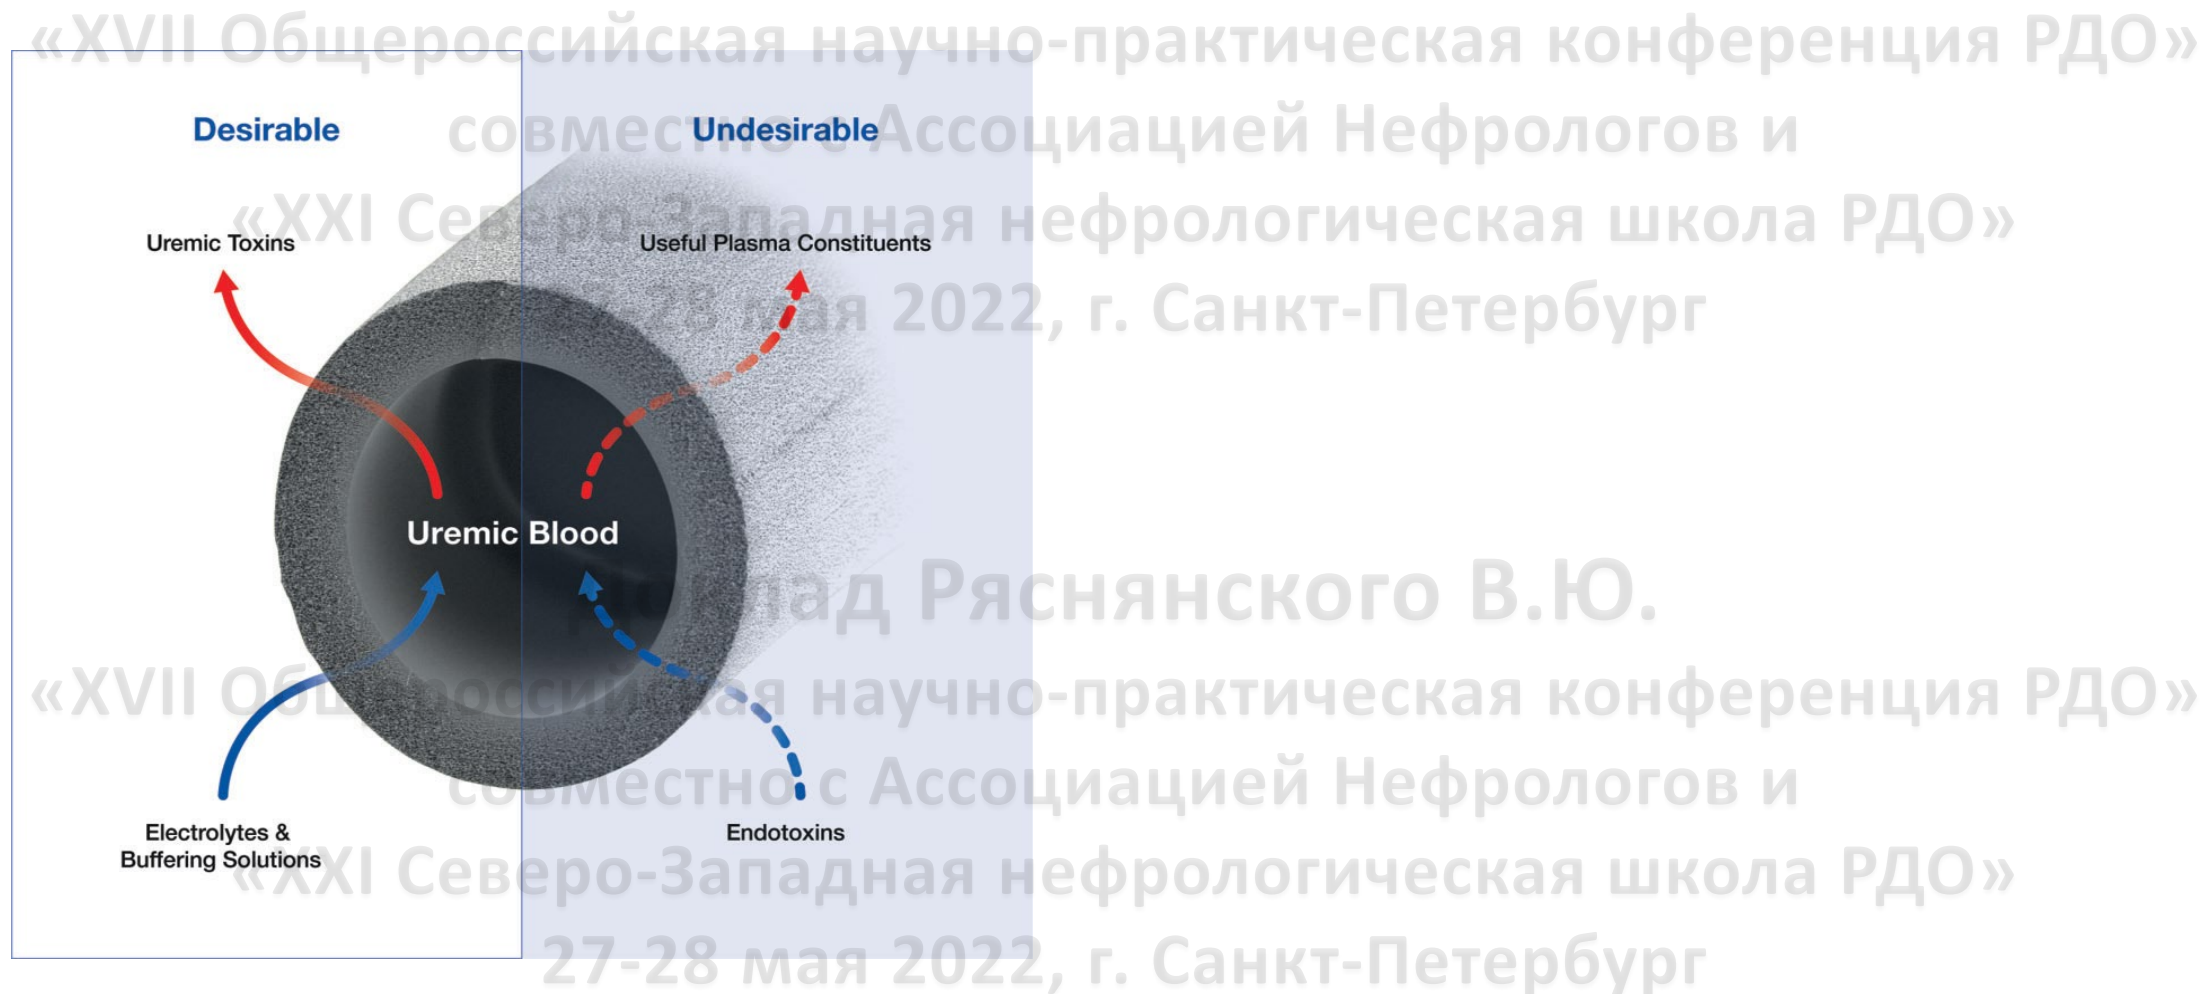 «XVII Общероссийская научно-практическая конференция РДО»
Desirable
Undesirable
совместно с Ассоциацией Нефрологов и
«XXI Северо-Западная нефрологическая школа РДО»
Uremic Toxins
Useful Plasma Constituents
27-28 мая 2022, г. Санкт-Петербург
Uremic Blood
Доклад Ряснянского В.Ю.
«XVII Общероссийская научно-практическая конференция РДО»
совместно с Ассоциацией Нефрологов и
Electrolytes &
Buffering Solutions
Endotoxins
«XXI Северо-Западная нефрологическая школа РДО»
27-28 мая 2022, г. Санкт-Петербург